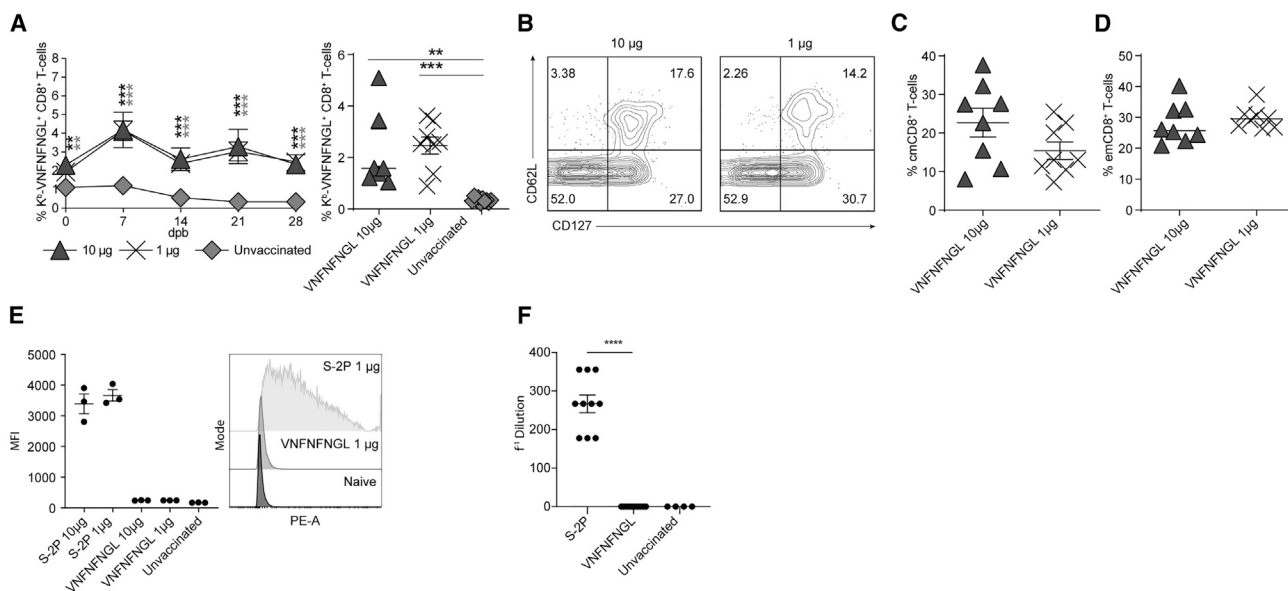 A
% Kᵇ-VNFNFNGL⁺ CD8⁺ T-cells
8
7
6
5
4
3
2
1
0
** **
*** ***
*** ***
*** ***
*** ***
0 7 14 21 28
dpb
10 µg 1 µg Unvaccinated
% Kᵇ-VNFNFNGL⁺ CD8⁺ T-cells
6
4
2
0
**
***
VNFNFNGL 10µg
VNFNFNGL 1µg
Unvaccinated
B
10 µg 1 µg
3.38 17.6
52.0 27.0
2.26 14.2
52.9 30.7
CD62L
CD127
C
% cmCD8⁺ T-cells
40
30
20
10
0
VNFNFNGL 10µg
VNFNFNGL 1µg
D
% emCD8⁺ T-cells
50
40
30
20
10
0
VNFNFNGL 10µg
VNFNFNGL 1µg
E
MFI
5000
4000
3000
2000
1000
0
S-2P 10µg
S-2P 1µg
VNFNFNGL 10µg
VNFNFNGL 1µg
Unvaccinated
Mode
S-2P 1 µg
VNFNFNGL 1 µg
Naive
PE-A
F
f⁻¹ Dilution
400
300
200
100
0
****
S-2P
VNFNFNGL
Unvaccinated